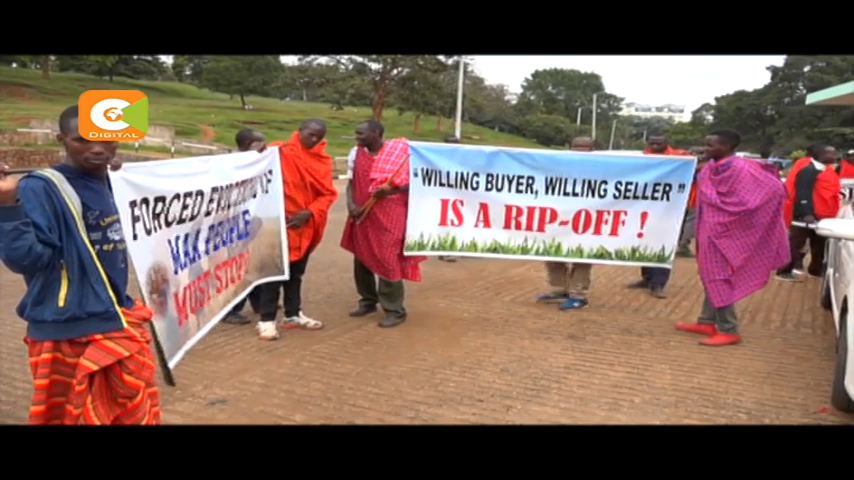 C
DIGITAL
FORCED EVICTION OF
MAA PEOPLE
MUST STOP!
"WILLING BUYER, WILLING SELLER"
IS A RIP-OFF !